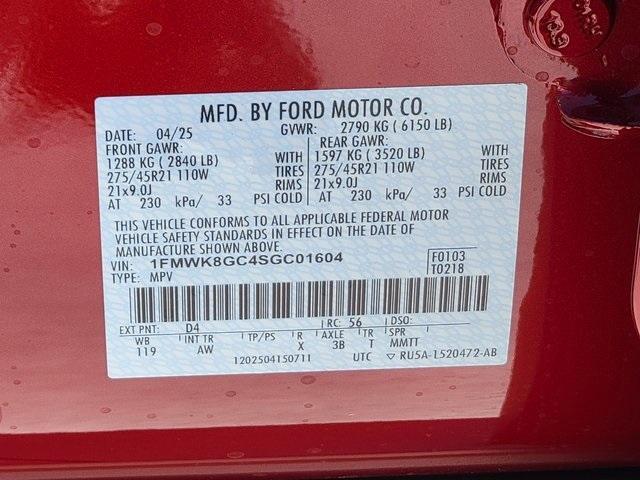 MFD. BY FORD MOTOR CO.
DATE: 04/25 GVWR: 2790 KG ( 6150 LB)
FRONT GAWR: REAR GAWR:
1288 KG ( 2840 LB) WITH 1597 KG ( 3520 LB) WITH
275/45R21 110W TIRES 275/45R21 110W TIRES
21x9.0J RIMS 21x9.0J RIMS
AT 230 kPa/ 33 PSI COLD AT 230 kPa/ 33 PSI COLD
THIS VEHICLE CONFORMS TO ALL APPLICABLE FEDERAL MOTOR
VEHICLE SAFETY STANDARDS IN EFFECT ON THE DATE OF
MANUFACTURE SHOWN ABOVE.
VIN: 1FMWK8GC4SGC01604 F0103
TYPE: MPV T0218
EXT PNT: D4 RC: 56 DSO:
WB INT TR TP/PS R AXLE TR SPR
119 AW X 3B T MMTT
1202504150711 UTC ▽ RU5A-1520472-AB